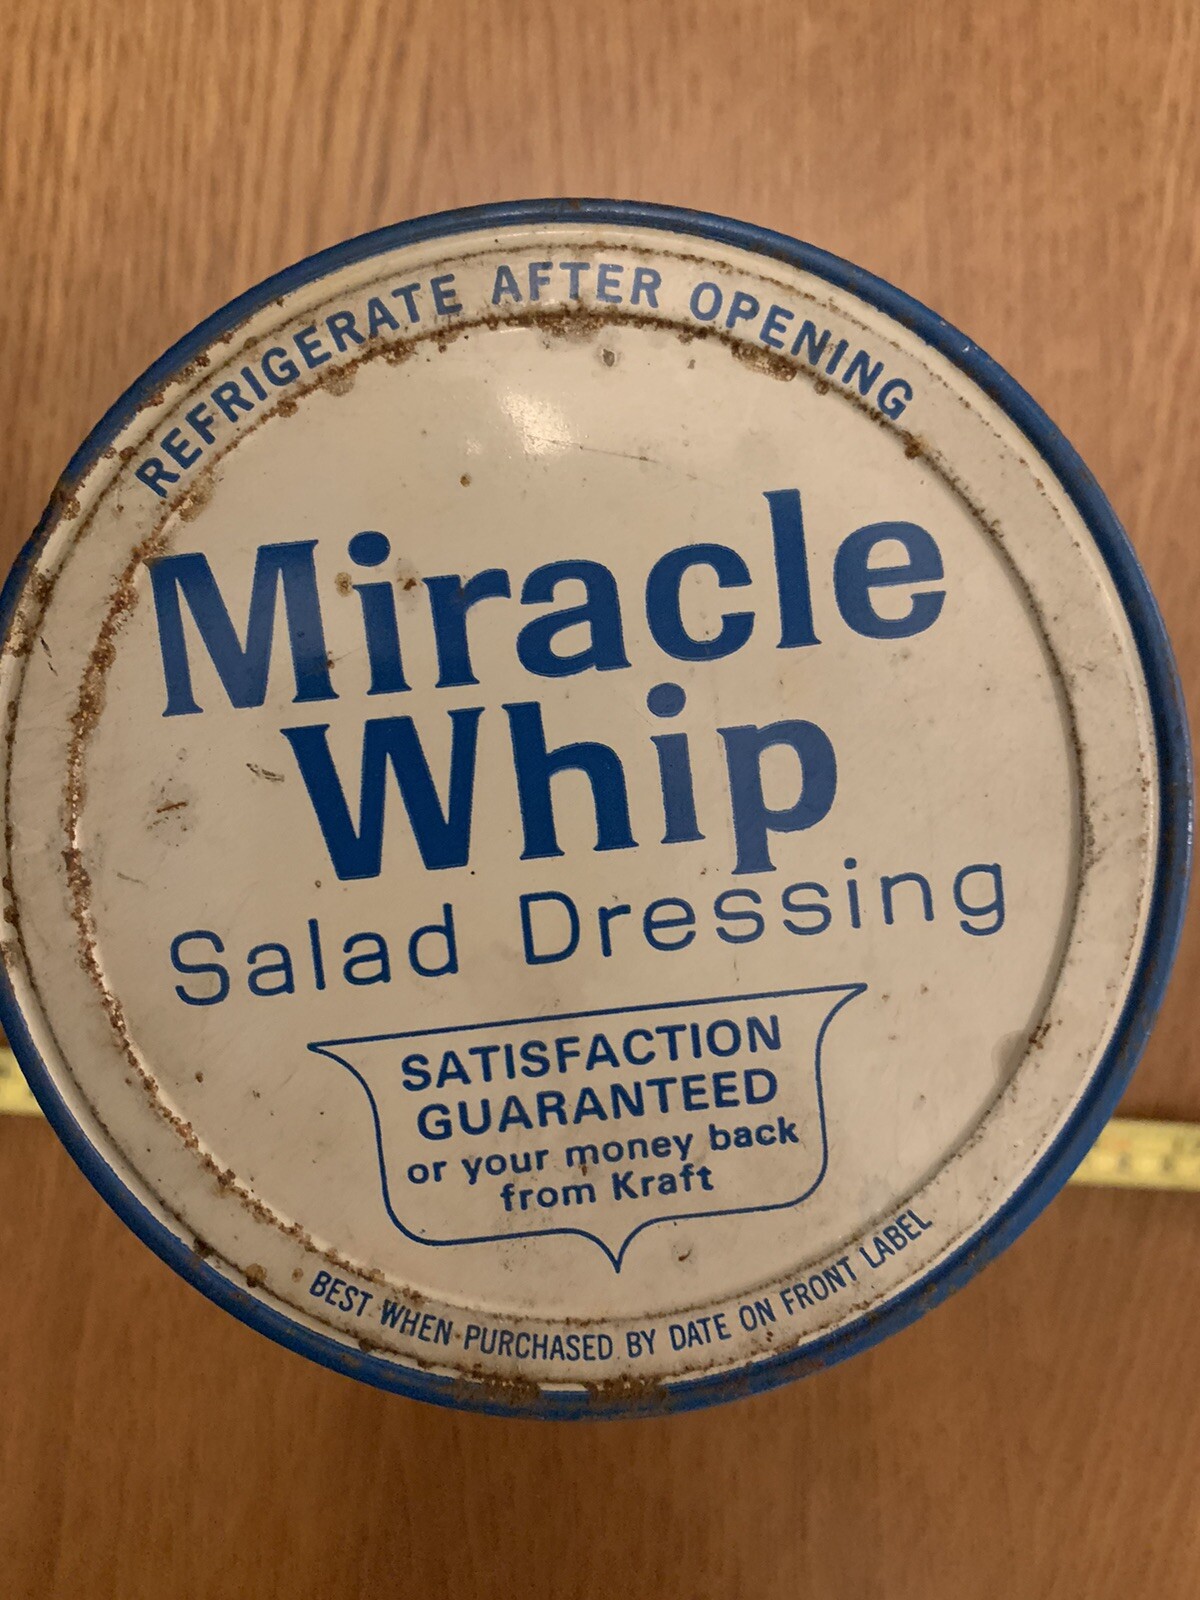 REFRIGERATE AFTER OPENING
Miracle
Whip
Salad Dressing
SATISFACTION
GUARANTEED
or your money back
from Kraft
BEST WHEN PURCHASED BY DATE ON FRONT LABEL